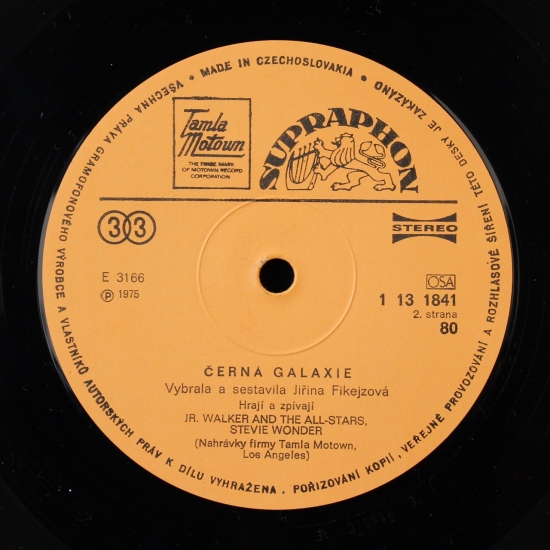 VŠECHNA PRÁVA GRAMOFONOVÉHO VÝROBCE A VLASTNÍKŮ AUTORSKÝCH PRÁV K DÍLU VYHRAŽENA . POŘIZOVÁNÍ KOPIÍ, VEŘEJNÉ PROVOZOVÁNÍ A ROZHLASOVÉ ŠÍŘENÍ TÉTO DESKY JE ZAKÁZÁNO
• MADE IN CZECHOSLOVAKIA •
Tamla
Motown
THE TRADE MARK
OF MOTOWN RECORD
CORPORATION
SUPRAPHON
33
STEREO
E 3166
Ⓟ 1975
OSA
1 13 1841
2. strana
80
ČERNÁ GALAXIE
Vybrala a sestavila Jiřina Fikejzová
Hrají a zpívají
JR. WALKER AND THE ALL-STARS,
STEVIE WONDER
(Nahrávky firmy Tamla Motown,
Los Angeles)